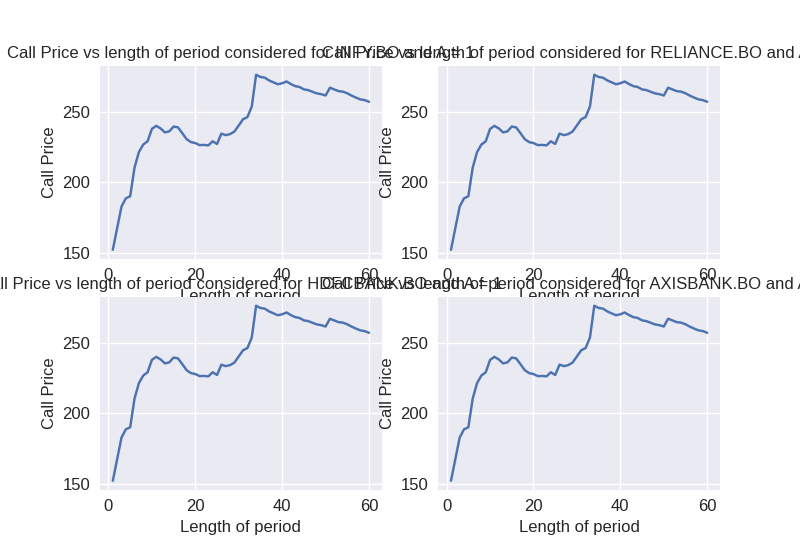 Call Price vs length of period considered for INFY.BO and A = 1
Call Price vs length of period considered for RELIANCE.BO and A
250
200
150
Call Price
0 20 40 60
Length of period
250
200
150
Call Price
0 20 40 60
Length of period
ll Price vs length of period considered for HDFCBANK.BO and A = 1
Call Price vs length of period considered for AXISBANK.BO and A
250
200
150
Call Price
0 20 40 60
Length of period
250
200
150
Call Price
0 20 40 60
Length of period